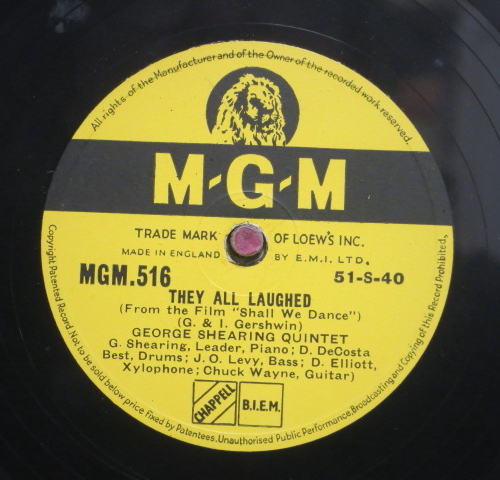 All rights of the Manufacturer and of the Owner of the recorded work reserved.
M-G-M
TRADE MARK OF LOEW'S INC.
MADE IN ENGLAND BY E.M.I. LTD.
MGM.516 51-S-40
THEY ALL LAUGHED
(From the Film "Shall We Dance")
(G. & I. Gershwin)
GEORGE SHEARING QUINTET
G. Shearing, Leader, Piano; D. DeCosta
Best, Drums; J. O. Levy, Bass; D. Elliott,
Xylophone; Chuck Wayne, Guitar)
CHAPPELL B.I.E.M.
Copyright Patented Record. Not to be sold below price fixed by Patentees. Unauthorised Public Performance, Broadcasting and Copying of this Record Prohibited.